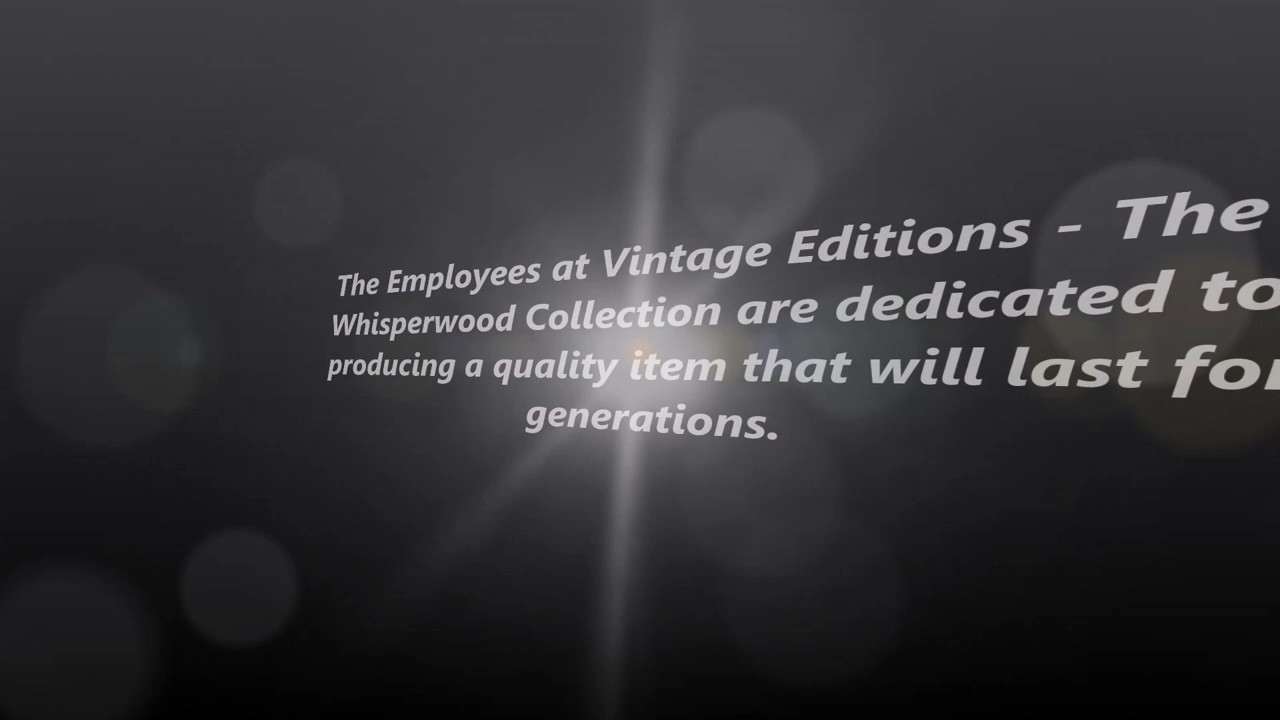 The Employees at Vintage Editions - The
Whisperwood Collection are dedicated to
producing a quality item that will last for
generations.